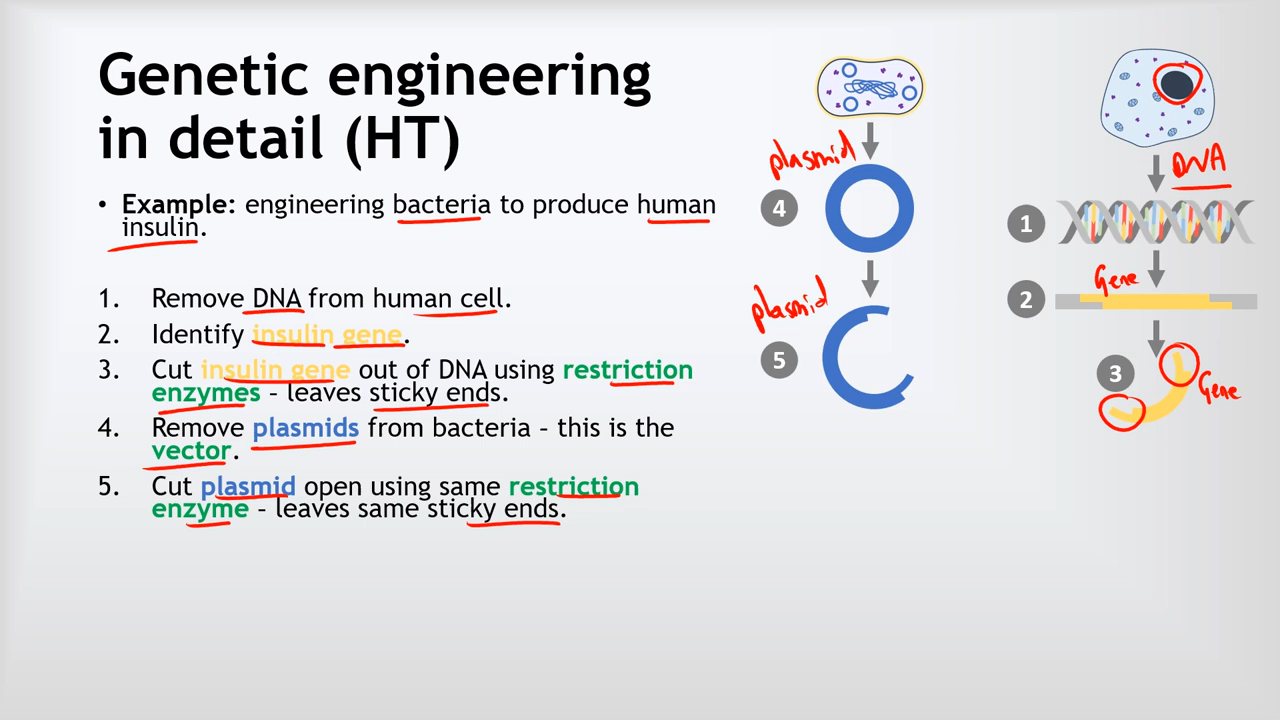 Genetic engineering
in detail (HT)
• Example: engineering bacteria to produce human
insulin.
1. Remove DNA from human cell.
2. Identify insulin gene.
3. Cut insulin gene out of DNA using restriction
enzymes – leaves sticky ends.
4. Remove plasmids from bacteria – this is the
vector.
5. Cut plasmid open using same restriction
enzyme – leaves same sticky ends.
plasmid
4
plasmid
5
DNA
1
Gene
2
3
Gene